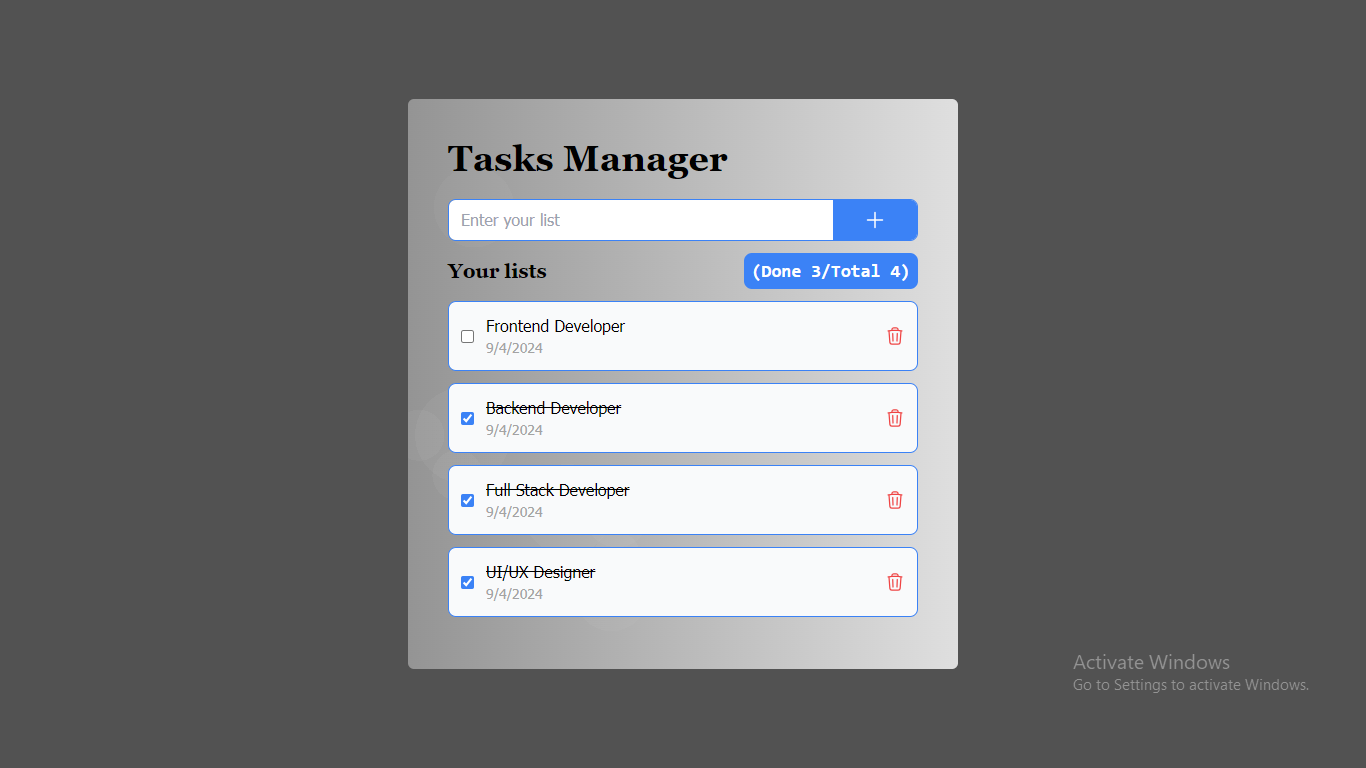 Tasks Manager
Enter your list
Your lists
(Done 3/Total 4)
Frontend Developer
9/4/2024
Backend Developer
9/4/2024
Full Stack Developer
9/4/2024
UI/UX Designer
9/4/2024
Activate Windows
Go to Settings to activate Windows.